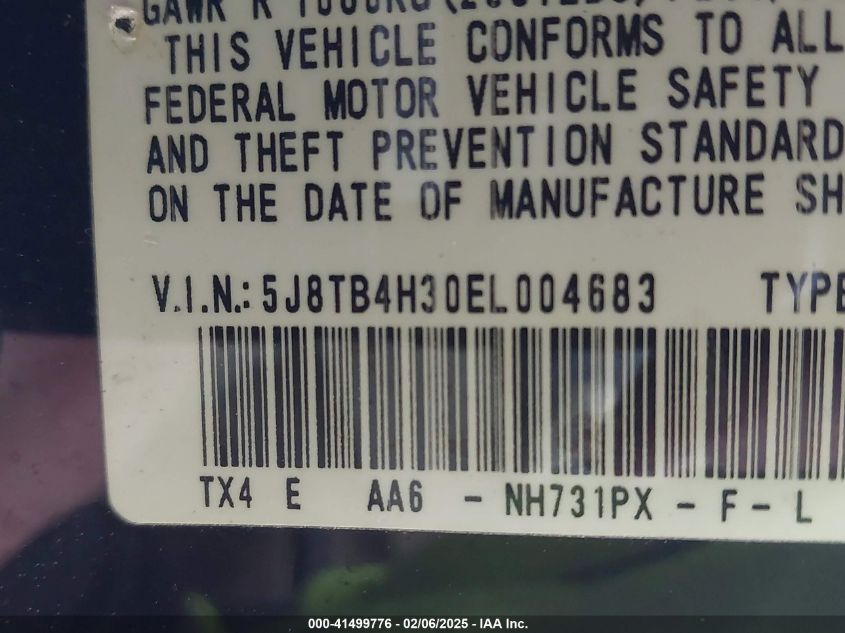 GAWR R
THIS VEHICLE CONFORMS TO ALL
FEDERAL MOTOR VEHICLE SAFETY
AND THEFT PREVENTION STANDARD
ON THE DATE OF MANUFACTURE SH
V.I.N.: 5J8TB4H30EL004683 TYPE
TX4 E AA6 - NH731PX - F - L
000-41499776 - 02/06/2025 - IAA Inc.